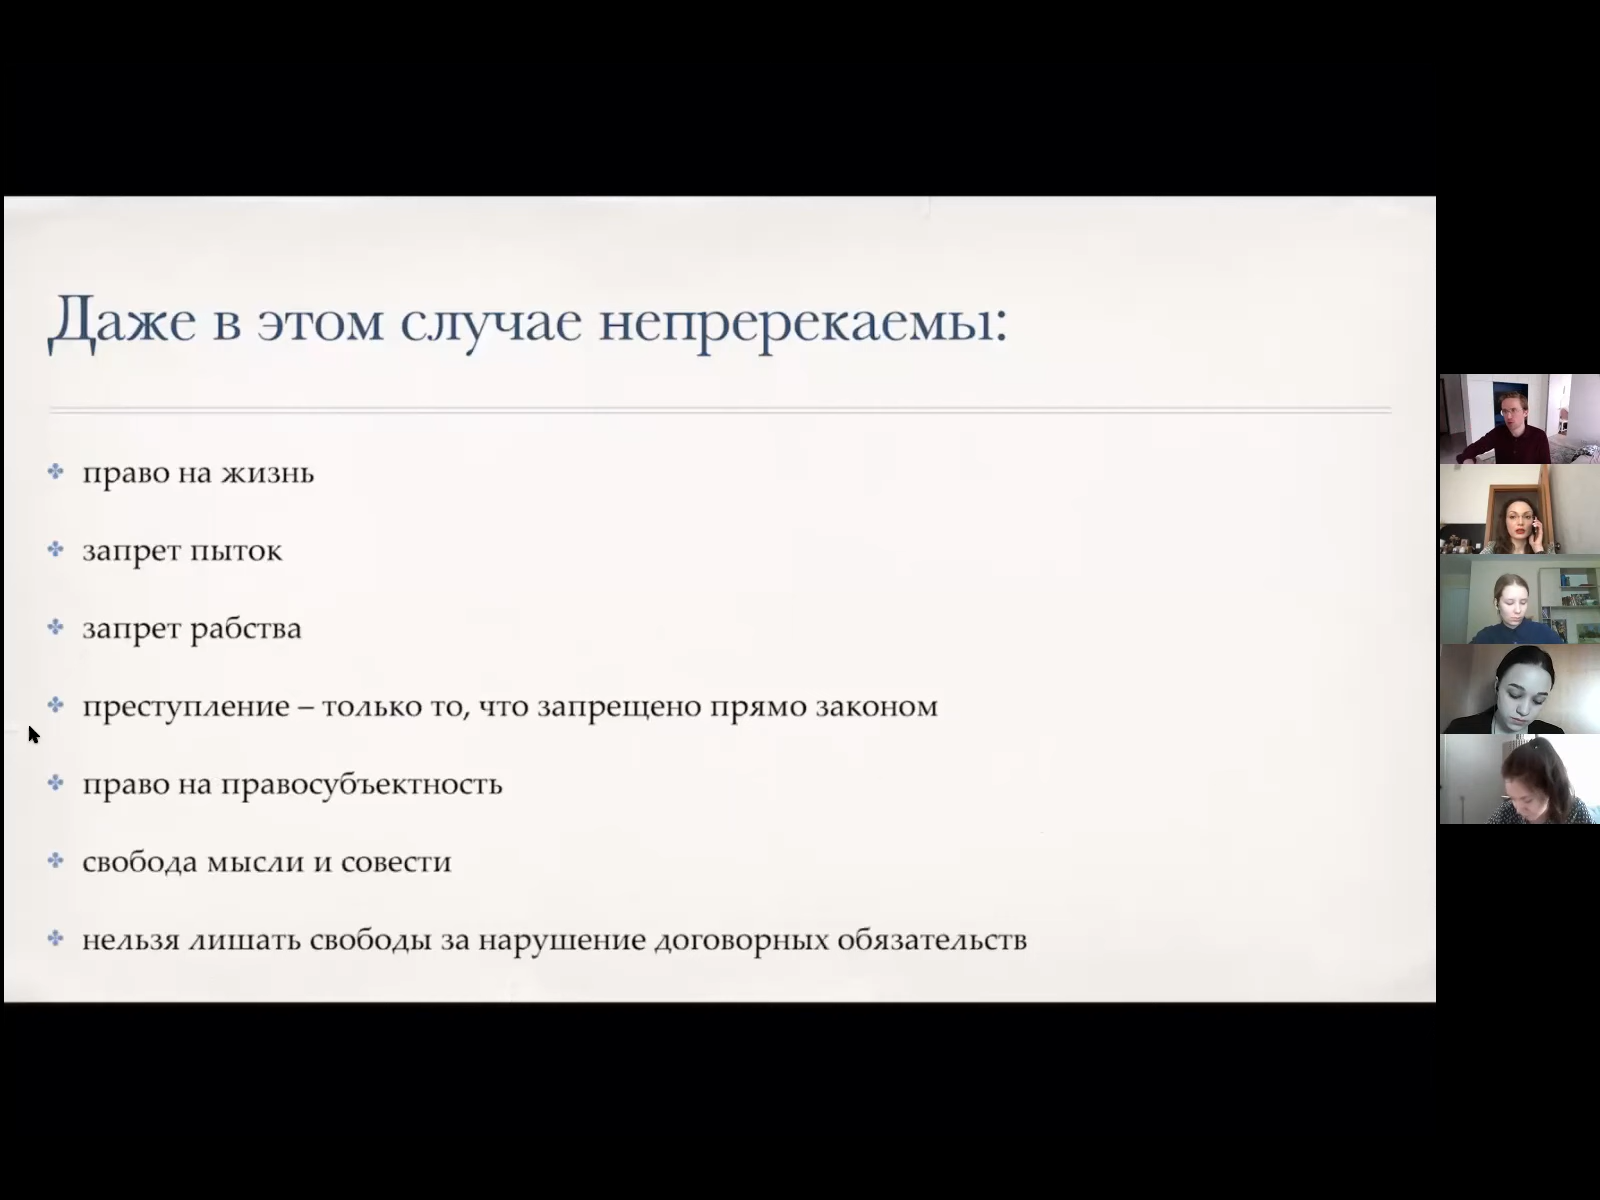 Даже в этом случае непререкаемы:
право на жизнь
запрет пыток
запрет рабства
преступление – только то, что запрещено прямо законом
право на правосубъектность
свобода мысли и совести
нельзя лишать свободы за нарушение договорных обязательств